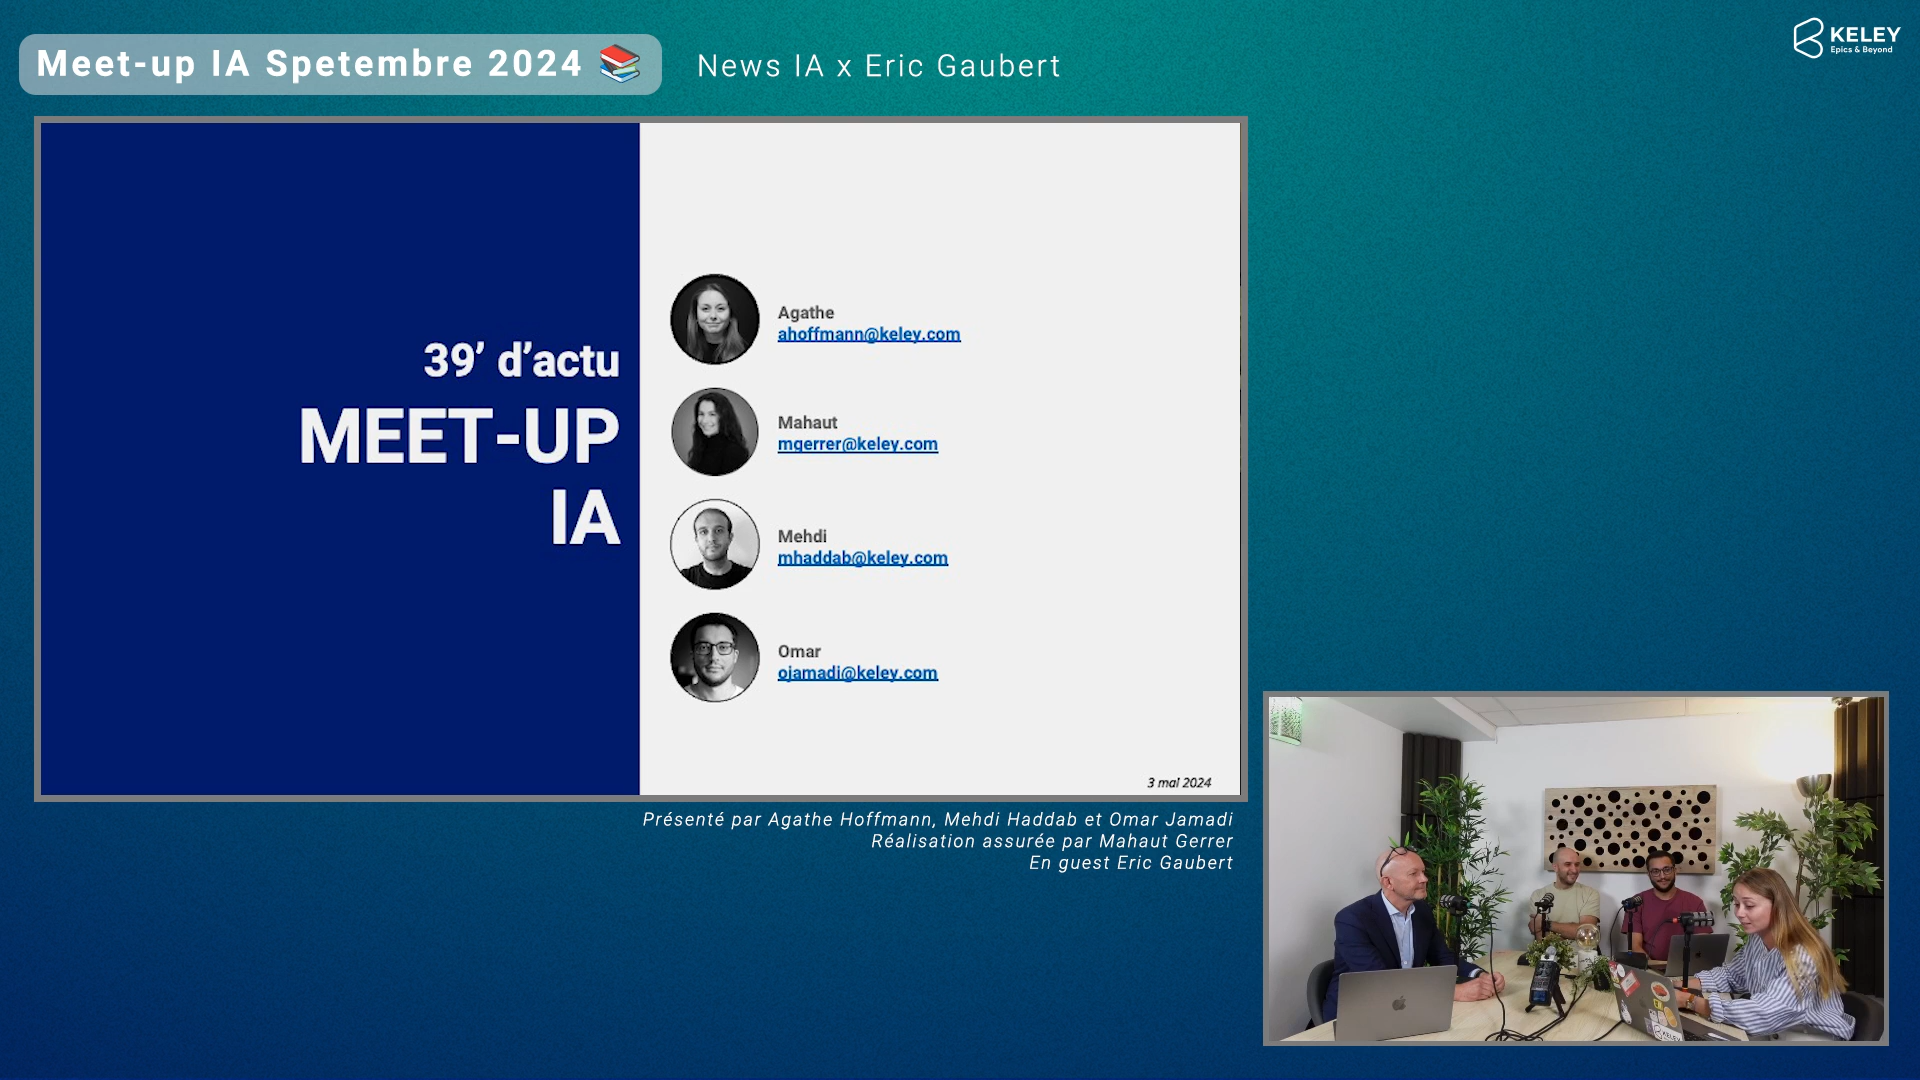 Meet-up IA Spetembre 2024
News IA x Eric Gaubert
KELEY
Epics & Beyond
39’ d’actu
MEET-UP
IA
Agathe
ahoffmann@keley.com
Mahaut
mgerrer@keley.com
Mehdi
mhaddab@keley.com
Omar
ojamadi@keley.com
3 mai 2024
Présenté par Agathe Hoffmann, Mehdi Haddab et Omar Jamadi
Réalisation assurée par Mahaut Gerrer
En guest Eric Gaubert